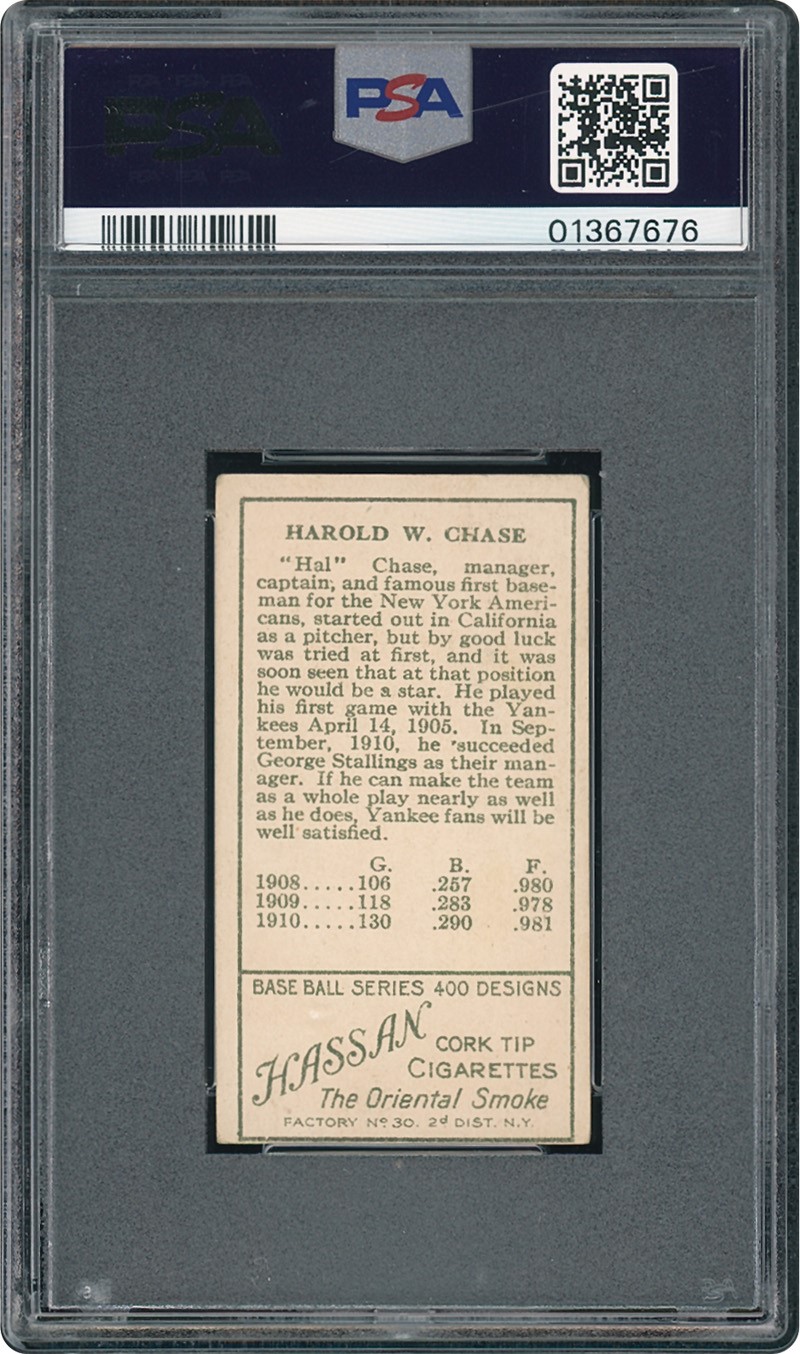 PSA
PSA
01367676
HAROLD W. CHASE
"Hal" Chase, manager,
captain, and famous first base-
man for the New York Ameri-
cans, started out in California
as a pitcher, but by good luck
was tried at first, and it was
soon seen that at that position
he would be a star. He played
his first game with the Yan-
kees April 14, 1905. In Sep-
tember, 1910, he succeeded
George Stallings as their man-
ager. If he can make the team
as a whole play nearly as well
as he does, Yankee fans will be
well satisfied.
G. B. F.
1908.....106 .257 .980
1909.....118 .283 .978
1910.....130 .290 .981
BASE BALL SERIES 400 DESIGNS
HASSAN
CORK TIP
CIGARETTES
The Oriental Smoke
FACTORY Nº 30. 2d DIST. N.Y.